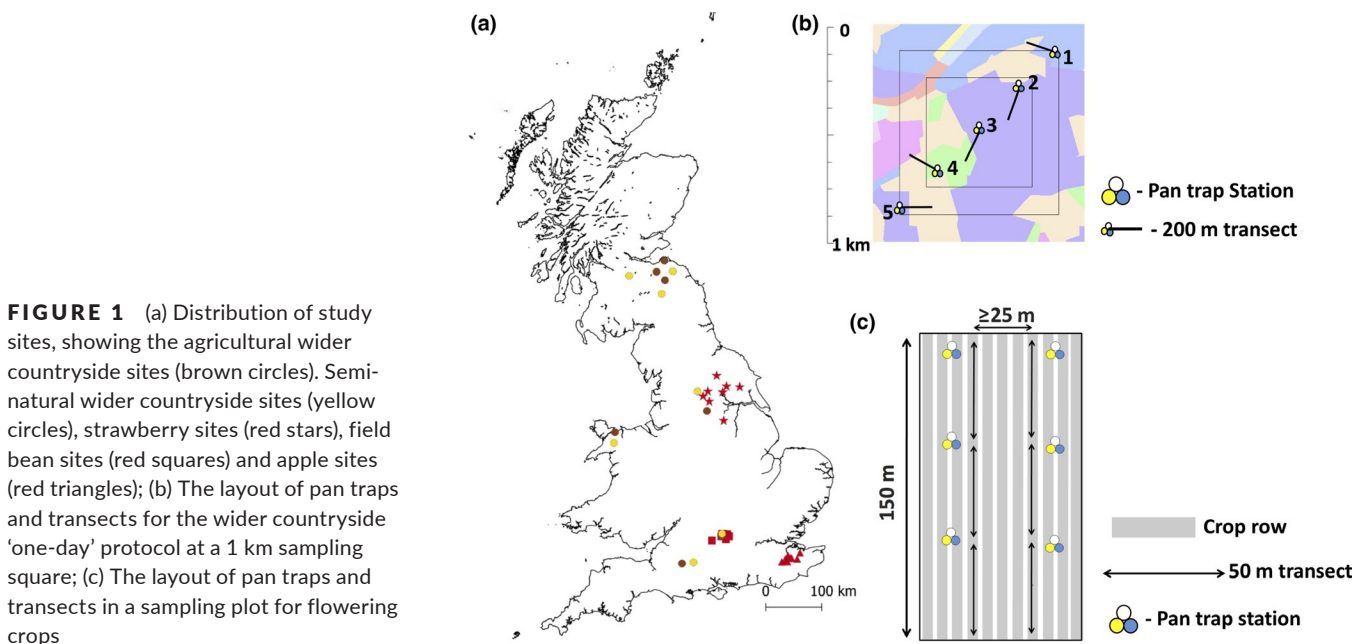 FIGURE 1 (a) Distribution of study
sites, showing the agricultural wider
countryside sites (brown circles). Semi-
natural wider countryside sites (yellow
circles), strawberry sites (red stars), field
bean sites (red squares) and apple sites
(red triangles); (b) The layout of pan traps
and transects for the wider countryside
'one-day' protocol at a 1 km sampling
square; (c) The layout of pan traps and
transects in a sampling plot for flowering
crops
(a)
0 100 km
(b)
0
1 km
1
2
3
4
5
- Pan trap Station
- 200 m transect
(c)
≥25 m
150 m
Crop row
50 m transect
- Pan trap station